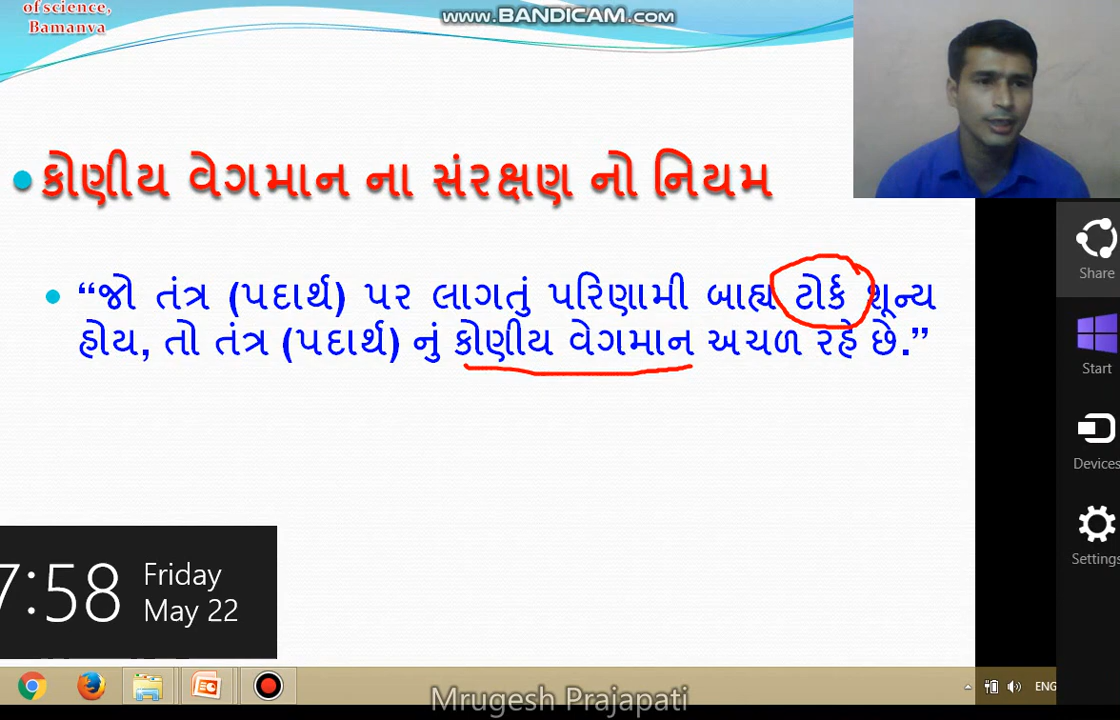 of science,
Bamanva
WWW.BANDICAM.COM
કોણીય વેગમાન ના સંરક્ષણ નો નિયમ
“જો તંત્ર (પદાર્થ) પર લાગતું પરિણામી બાહ્ય ટોર્ક શૂન્ય
હોય, તો તંત્ર (પદાર્થ) નું કોણીય વેગમાન અચળ રહે છે.”
Share
Start
Devices
Settings
7:58
Friday
May 22
ENG
Mrugesh Prajapati